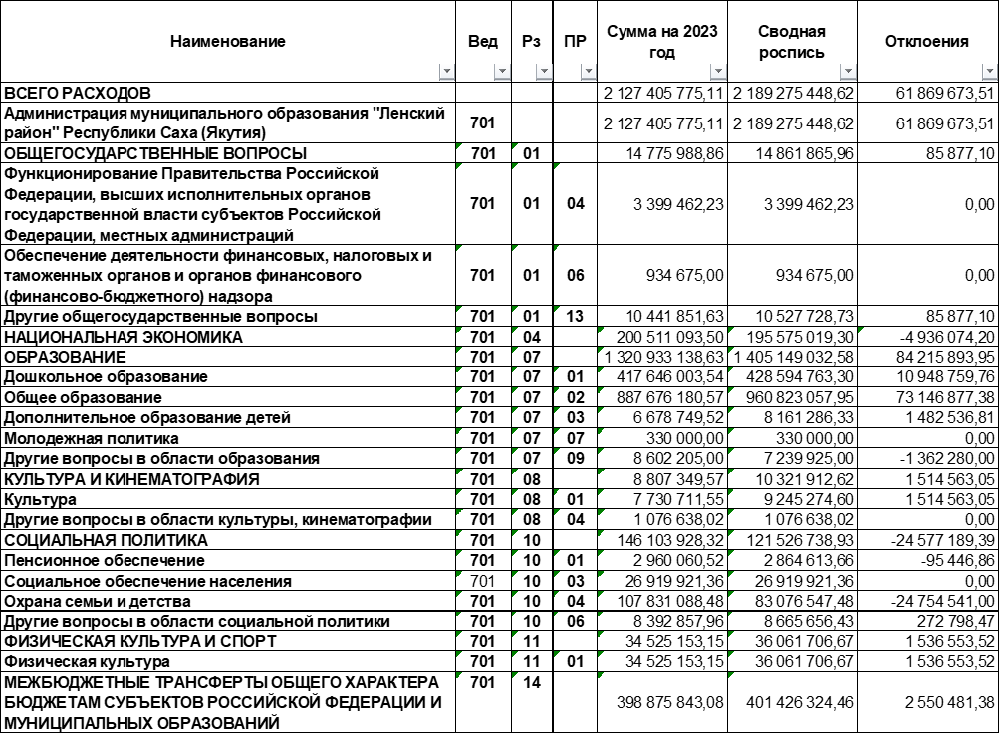 Наименование Вед Рз ПР Сумма на 2023 год Сводная роспись Отклоения
ВСЕГО РАСХОДОВ 2 127 405 775,11 2 189 275 448,62 61 869 673,51
Администрация муниципального образования "Ленский
район" Республики Саха (Якутия) 701 2 127 405 775,11 2 189 275 448,62 61 869 673,51
ОБЩЕГОСУДАРСТВЕННЫЕ ВОПРОСЫ 701 01 14 775 988,86 14 861 865,96 85 877,10
Функционирование Правительства Российской
Федерации, высших исполнительных органов
государственной власти субъектов Российской
Федерации, местных администраций 701 01 04 3 399 462,23 3 399 462,23 0,00
Обеспечение деятельности финансовых, налоговых и
таможенных органов и органов финансового
(финансово-бюджетного) надзора 701 01 06 934 675,00 934 675,00 0,00
Другие общегосударственные вопросы 701 01 13 10 441 851,63 10 527 728,73 85 877,10
НАЦИОНАЛЬНАЯ ЭКОНОМИКА 701 04 200 511 093,50 195 575 019,30 -4 936 074,20
ОБРАЗОВАНИЕ 701 07 1 320 933 138,63 1 405 149 032,58 84 215 893,95
Дошкольное образование 701 07 01 417 646 003,54 428 594 763,30 10 948 759,76
Общее образование 701 07 02 887 676 180,57 960 823 057,95 73 146 877,38
Дополнительное образование детей 701 07 03 6 678 749,52 8 161 286,33 1 482 536,81
Молодежная политика 701 07 07 330 000,00 330 000,00 0,00
Другие вопросы в области образования 701 07 09 8 602 205,00 7 239 925,00 -1 362 280,00
КУЛЬТУРА И КИНЕМАТОГРАФИЯ 701 08 8 807 349,57 10 321 912,62 1 514 563,05
Культура 701 08 01 7 730 711,55 9 245 274,60 1 514 563,05
Другие вопросы в области культуры, кинематографии 701 08 04 1 076 638,02 1 076 638,02 0,00
СОЦИАЛЬНАЯ ПОЛИТИКА 701 10 146 103 928,32 121 526 738,93 -24 577 189,39
Пенсионное обеспечение 701 10 01 2 960 060,52 2 864 613,66 -95 446,86
Социальное обеспечение населения 701 10 03 26 919 921,36 26 919 921,36 0,00
Охрана семьи и детства 701 10 04 107 831 088,48 83 076 547,48 -24 754 541,00
Другие вопросы в области социальной политики 701 10 06 8 392 857,96 8 665 656,43 272 798,47
ФИЗИЧЕСКАЯ КУЛЬТУРА И СПОРТ 701 11 34 525 153,15 36 061 706,67 1 536 553,52
Физическая культура 701 11 01 34 525 153,15 36 061 706,67 1 536 553,52
МЕЖБЮДЖЕТНЫЕ ТРАНСФЕРТЫ ОБЩЕГО ХАРАКТЕРА
БЮДЖЕТАМ СУБЪЕКТОВ РОССИЙСКОЙ ФЕДЕРАЦИИ И
МУНИЦИПАЛЬНЫХ ОБРАЗОВАНИЙ 701 14 398 875 843,08 401 426 324,46 2 550 481,38